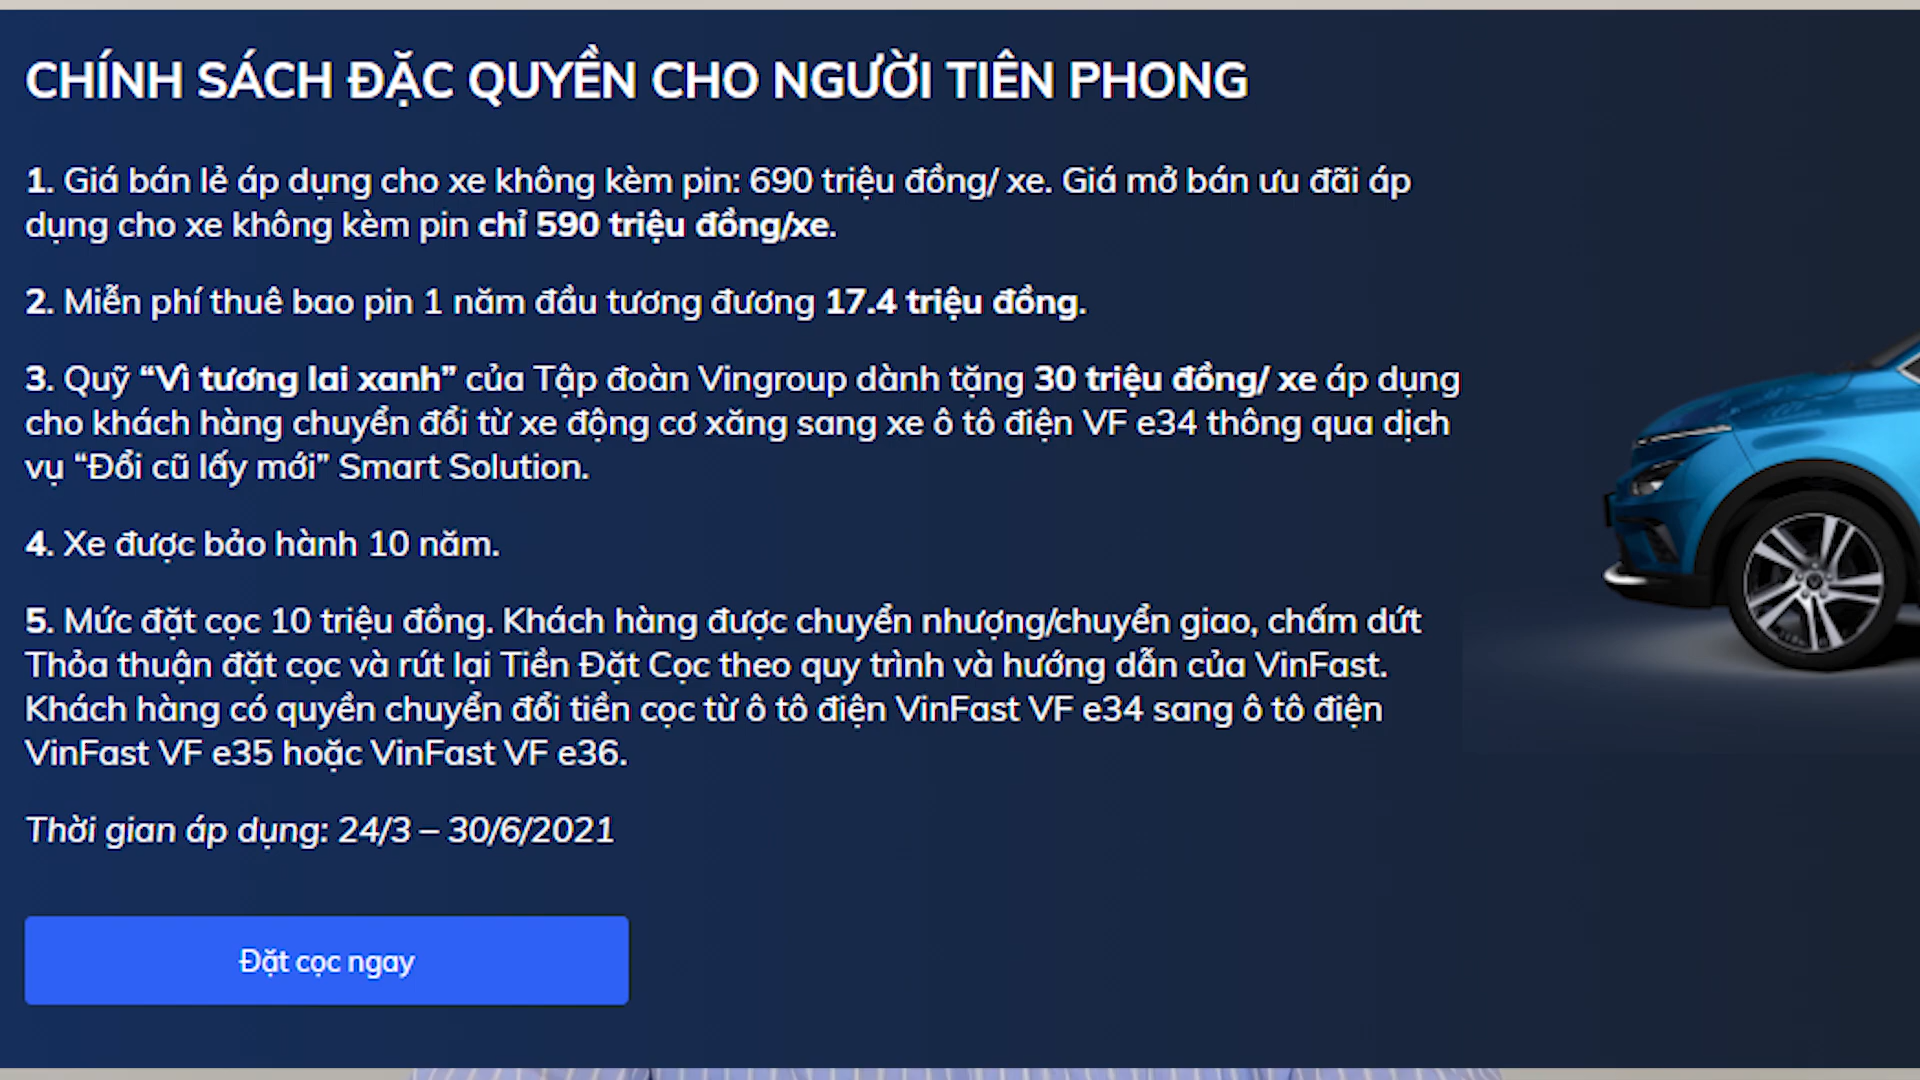 CHÍNH SÁCH ĐẶC QUYỀN CHO NGƯỜI TIÊN PHONG
1. Giá bán lẻ áp dụng cho xe không kèm pin: 690 triệu đồng/ xe. Giá mở bán ưu đãi áp
dụng cho xe không kèm pin chỉ 590 triệu đồng/xe.
2. Miễn phí thuê bao pin 1 năm đầu tương đương 17.4 triệu đồng.
3. Quỹ “Vì tương lai xanh” của Tập đoàn Vingroup dành tặng 30 triệu đồng/ xe áp dụng
cho khách hàng chuyển đổi từ xe động cơ xăng sang xe ô tô điện VF e34 thông qua dịch
vụ “Đổi cũ lấy mới” Smart Solution.
4. Xe được bảo hành 10 năm.
5. Mức đặt cọc 10 triệu đồng. Khách hàng được chuyển nhượng/chuyển giao, chấm dứt
Thỏa thuận đặt cọc và rút lại Tiền Đặt Cọc theo quy trình và hướng dẫn của VinFast.
Khách hàng có quyền chuyển đổi tiền cọc từ ô tô điện VinFast VF e34 sang ô tô điện
VinFast VF e35 hoặc VinFast VF e36.
Thời gian áp dụng: 24/3 – 30/6/2021
Đặt cọc ngay